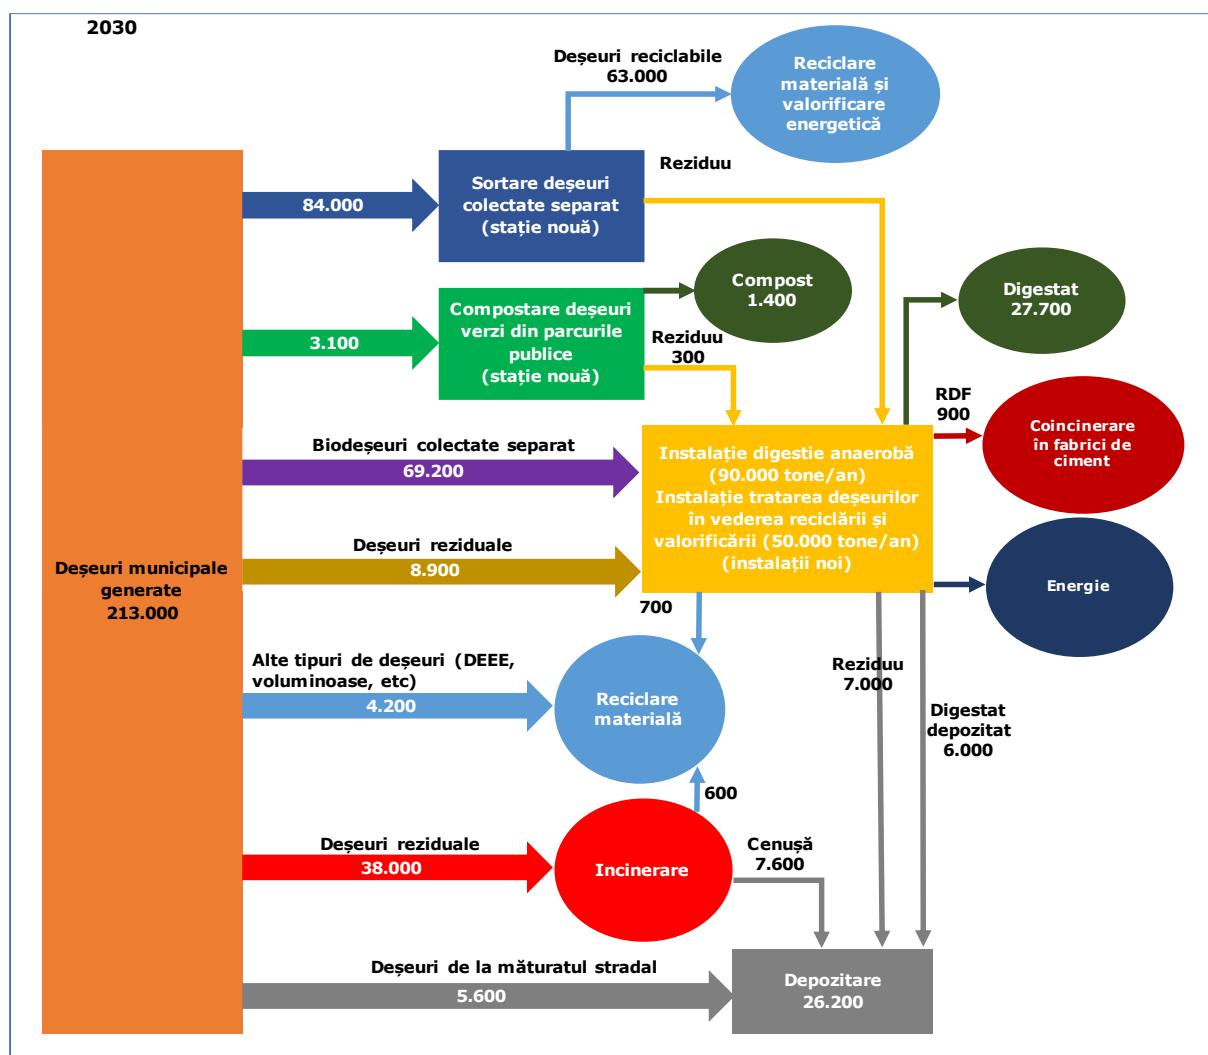 2030
Deșeuri reciclabile
63.000
Reciclare
materială și
valorificare
energetică
Reziduu
84.000
Sortare deșeuri
colectate separat
(stație nouă)
Compost
1.400
Digestat
27.700
3.100
Compostare deșeuri
verzi din parcurile
publice
(stație nouă)
Reziduu
300
RDF
900
Coincinerare
în fabrici de
ciment
Biodeșeuri colectate separat
69.200
Instalație digestie anaerobă
(90.000 tone/an)
Instalație tratarea deșeurilor
în vederea reciclării și
valorificării (50.000 tone/an)
(instalații noi)
Deșeuri reziduale
8.900
Deșeuri municipale
generate
213.000
Energie
700
Alte tipuri de deșeuri (DEEE,
voluminoase, etc)
4.200
Reciclare
materială
Reziduu
7.000
Digestat
depozitat
6.000
600
Deșeuri reziduale
38.000
Incinerare
Cenușă
7.600
Deșeuri de la măturatul stradal
5.600
Depozitare
26.200